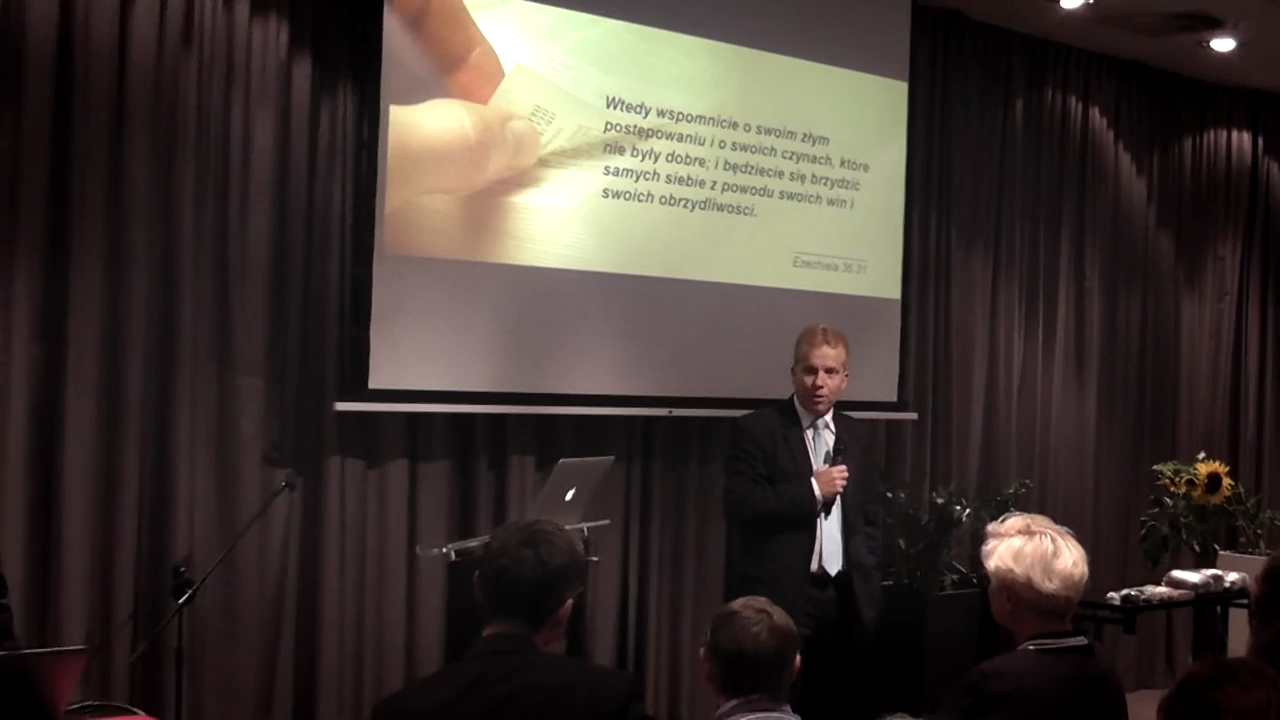 Wtedy wspomnicie o swoim złym
postępowaniu i o swoich czynach, które
nie były dobre; i będziecie się brzydzić
samych siebie z powodu swoich win i
swoich obrzydliwości.
Ezechiela 36.31